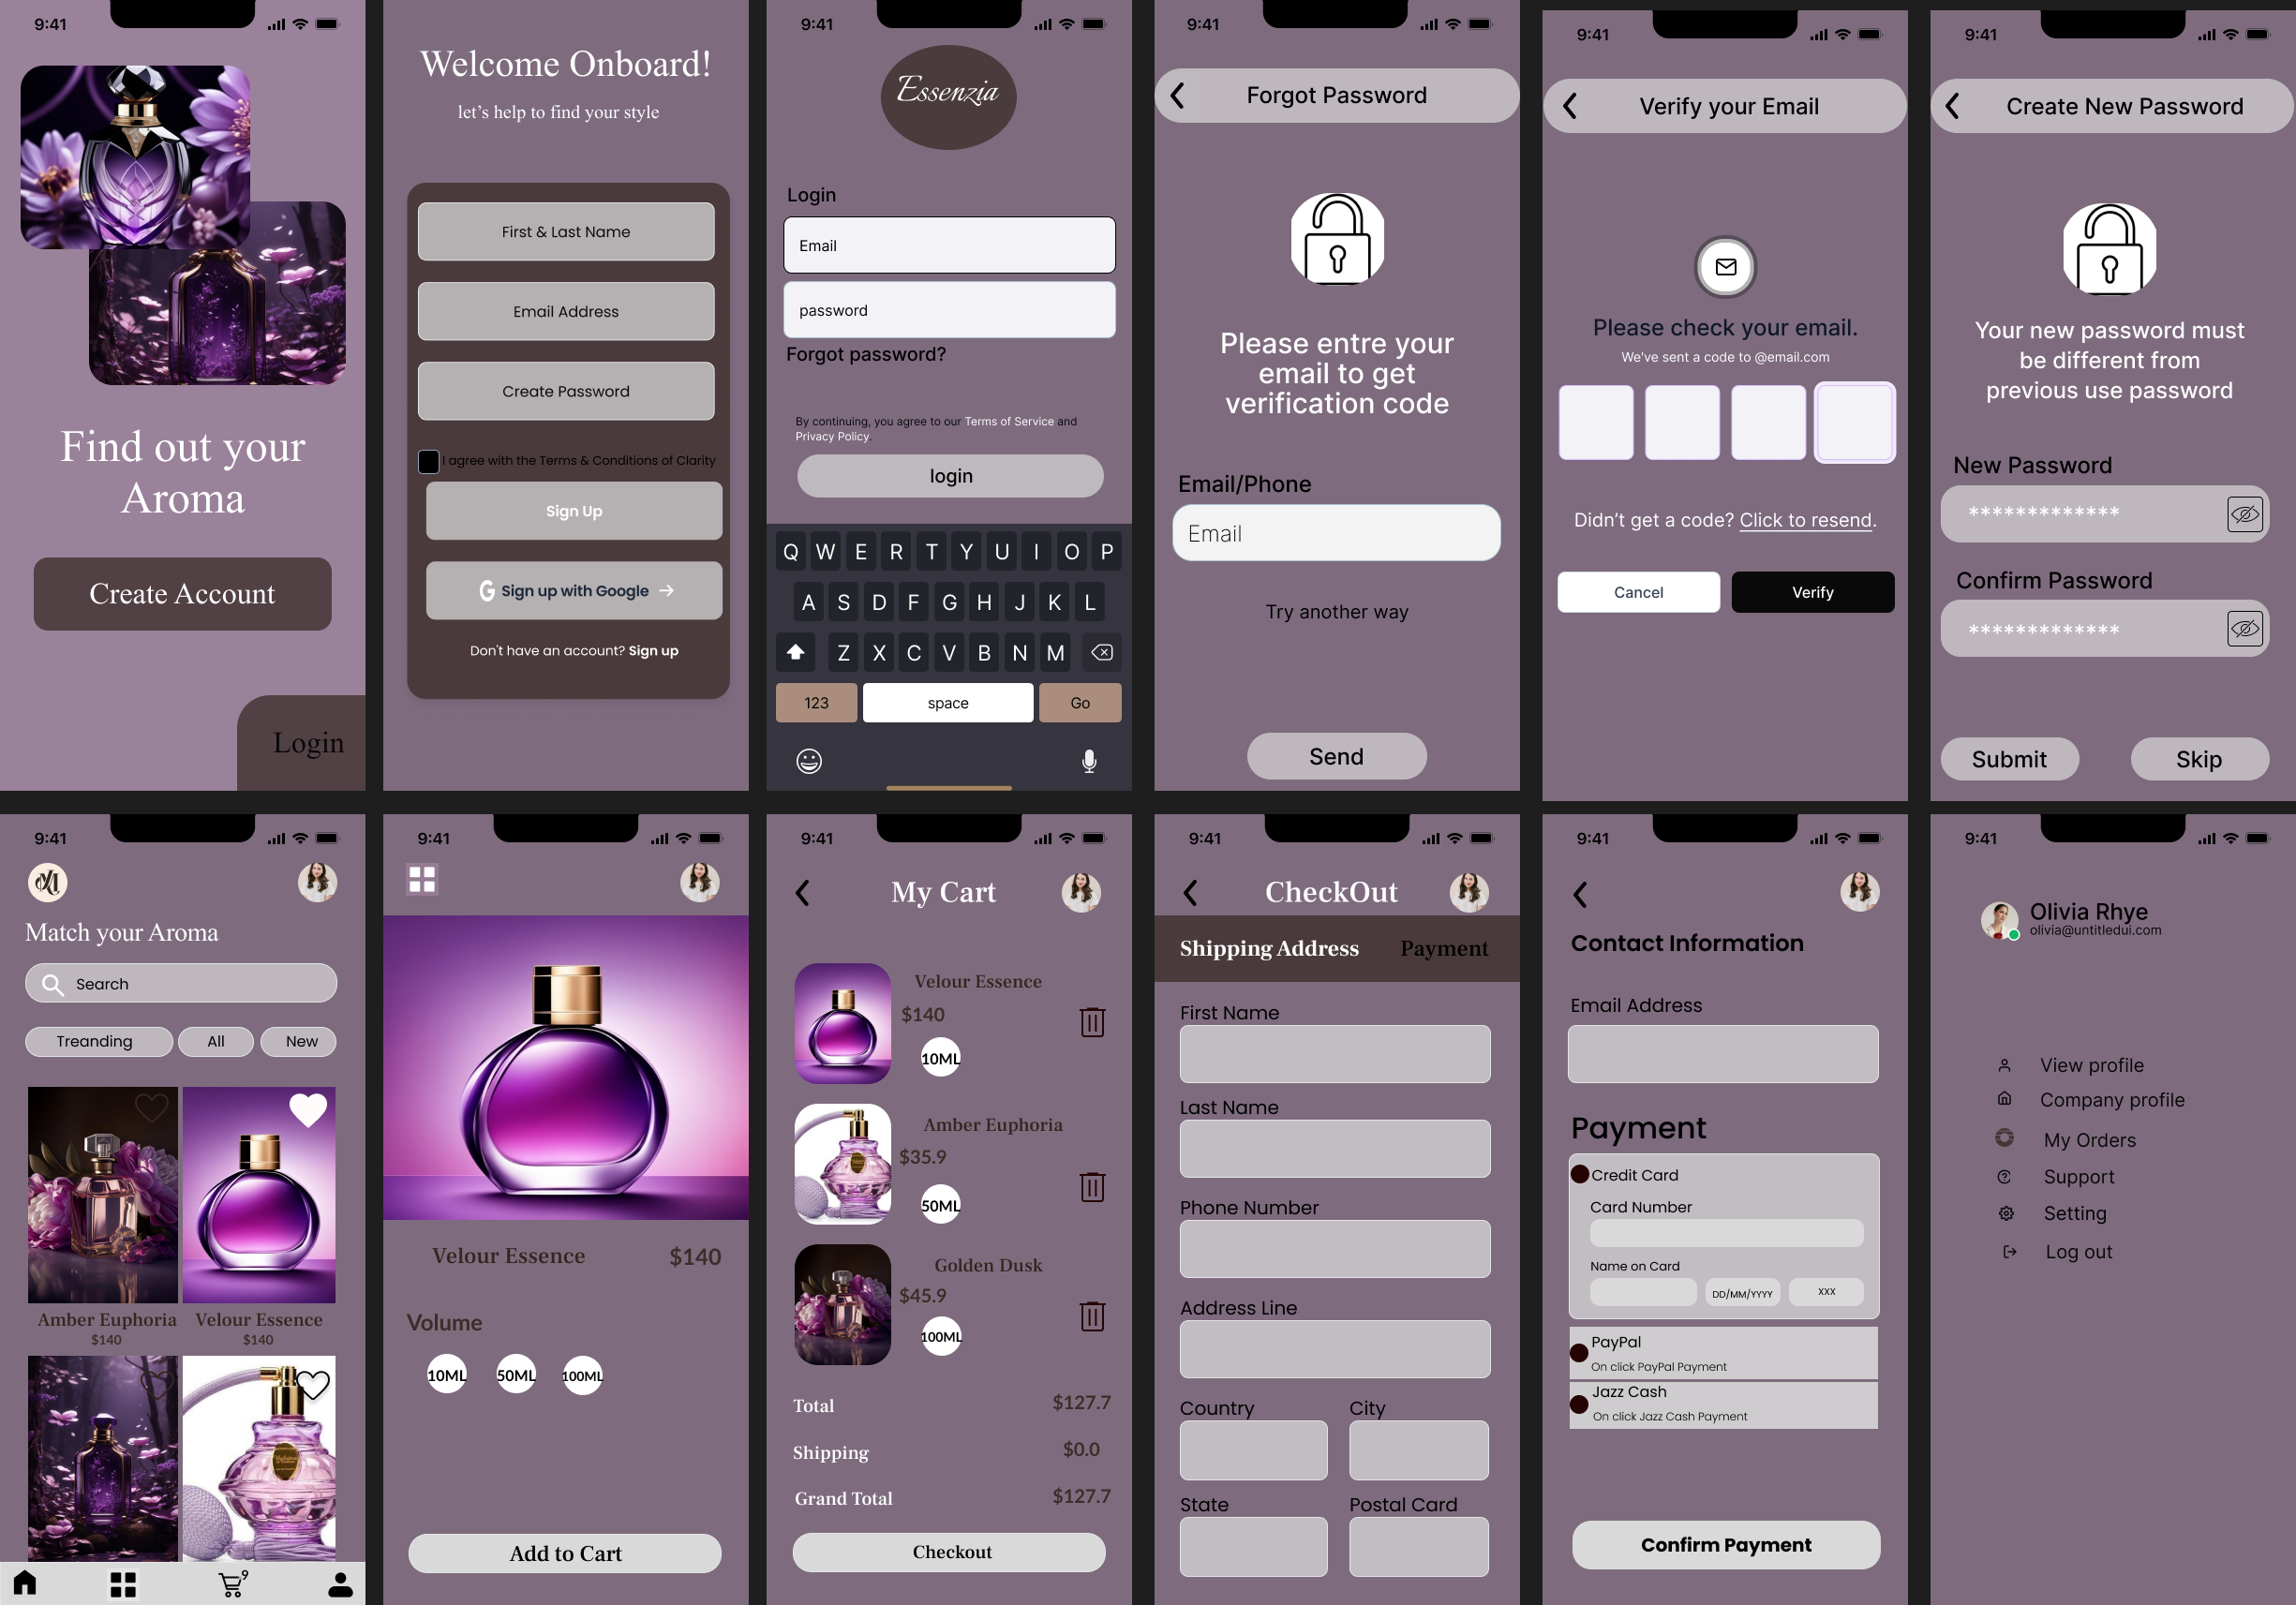 9:41
Find out your
Aroma
Create Account
Login
Welcome Onboard!
let's help to find your style
First & Last Name
Email Address
Create Password
I agree with the Terms & Conditions of Clarity
Sign Up
Sign up with Google
Don't have an account? Sign up
9:41
Essenzia
Login
Email
password
Forgot password?
By continuing, you agree to our Terms of Service and
Privacy Policy.
login
Q W E R T Y U I O P
A S D F G H J K L
Z X C V B N M
123 space Go
9:41
Forgot Password
Please entre your
email to get
verification code
Email/Phone
Email
Try another way
Send
9:41
Verify your Email
Please check your email.
We've sent a code to @email.com
Didn't get a code? Click to resend.
Cancel Verify
9:41
Create New Password
Your new password must
be different from
previous use password
New Password
*************
Confirm Password
*************
Submit Skip
9:41
Match your Aroma
Search
Treanding All New
Amber Euphoria Velour Essence
$140 $140
9
9:41
Velour Essence $140
Volume
10ML 50ML 100ML
Add to Cart
9:41
My Cart
Velour Essence
$140
10ML
Amber Euphoria
$35.9
50ML
Golden Dusk
$45.9
100ML
Total $127.7
Shipping $0.0
Grand Total $127.7
Checkout
9:41
CheckOut
Shipping Address Payment
First Name
Last Name
Phone Number
Address Line
Country City
State Postal Card
9:41
Contact Information
Email Address
Payment
Credit Card
Card Number
Name on Card
DD/MM/YYYY XXX
PayPal
On click PayPal Payment
Jazz Cash
On click Jazz Cash Payment
Confirm Payment
9:41
Olivia Rhye
olivia@untitledui.com
View profile
Company profile
My Orders
Support
Setting
Log out